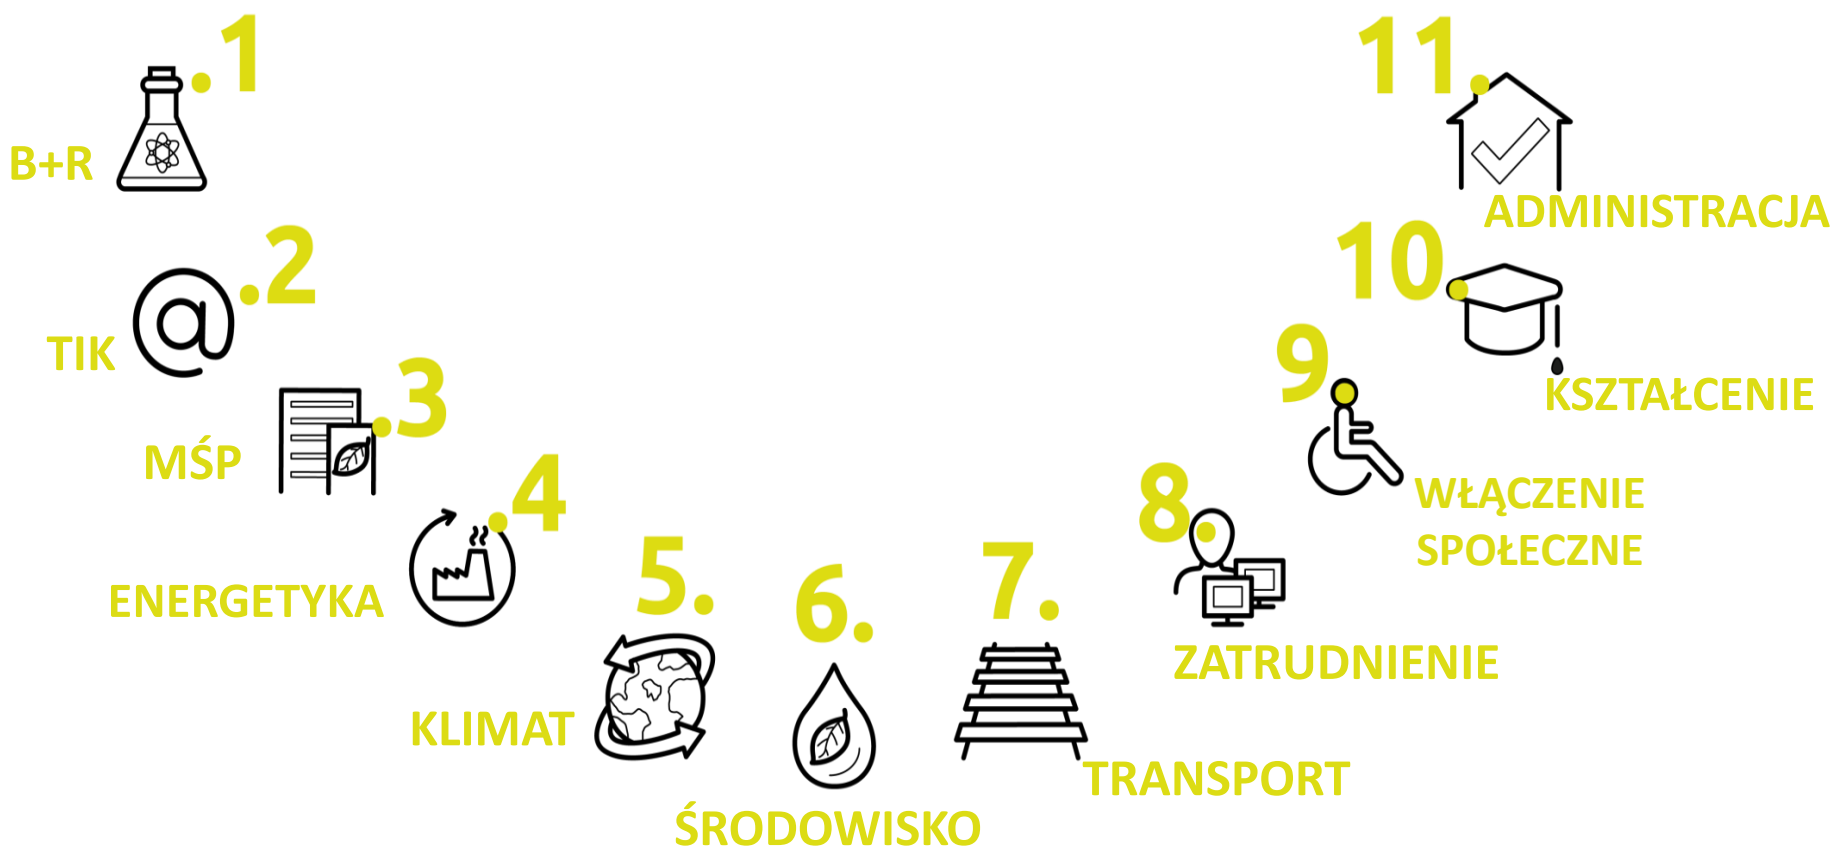 .1
B+R
.2
TIK
.3
MŚP
.4
ENERGETYKA
5.
KLIMAT
6.
ŚRODOWISKO
7.
TRANSPORT
8.
ZATRUDNIENIE
9
WŁĄCZENIE
SPOŁECZNE
10
KSZTAŁCENIE
11.
ADMINISTRACJA